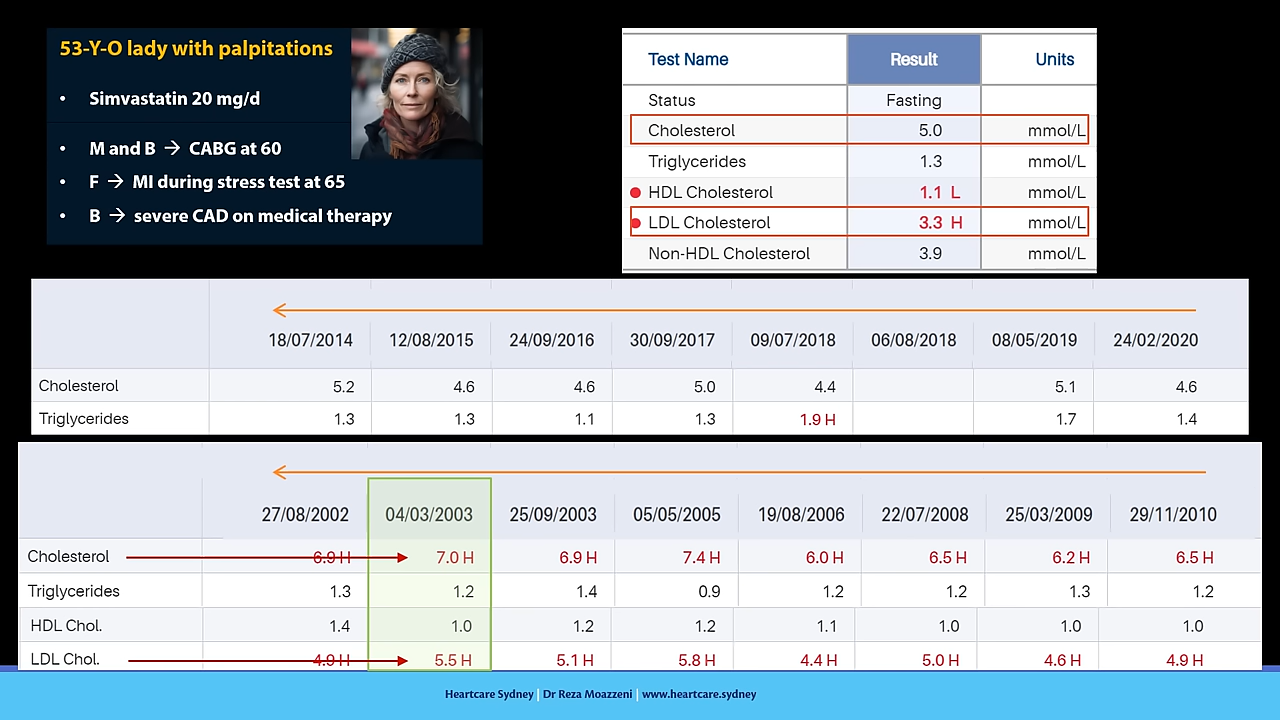 53-Y-O lady with palpitations
• Simvastatin 20 mg/d
• M and B → CABG at 60
• F → MI during stress test at 65
• B → severe CAD on medical therapy
Test Name Result Units
Status Fasting
Cholesterol 5.0 mmol/L
Triglycerides 1.3 mmol/L
HDL Cholesterol 1.1 L mmol/L
LDL Cholesterol 3.3 H mmol/L
Non-HDL Cholesterol 3.9 mmol/L
18/07/2014 12/08/2015 24/09/2016 30/09/2017 09/07/2018 06/08/2018 08/05/2019 24/02/2020
Cholesterol 5.2 4.6 4.6 5.0 4.4 5.1 4.6
Triglycerides 1.3 1.3 1.1 1.3 1.9 H 1.7 1.4
27/08/2002 04/03/2003 25/09/2003 05/05/2005 19/08/2006 22/07/2008 25/03/2009 29/11/2010
Cholesterol 6.9 H 7.0 H 6.9 H 7.4 H 6.0 H 6.5 H 6.2 H 6.5 H
Triglycerides 1.3 1.2 1.4 0.9 1.2 1.2 1.3 1.2
HDL Chol. 1.4 1.0 1.2 1.2 1.1 1.0 1.0 1.0
LDL Chol. 4.9 H 5.5 H 5.1 H 5.8 H 4.4 H 5.0 H 4.6 H 4.9 H
Heartcare Sydney | Dr Reza Moazzeni | www.heartcare.sydney